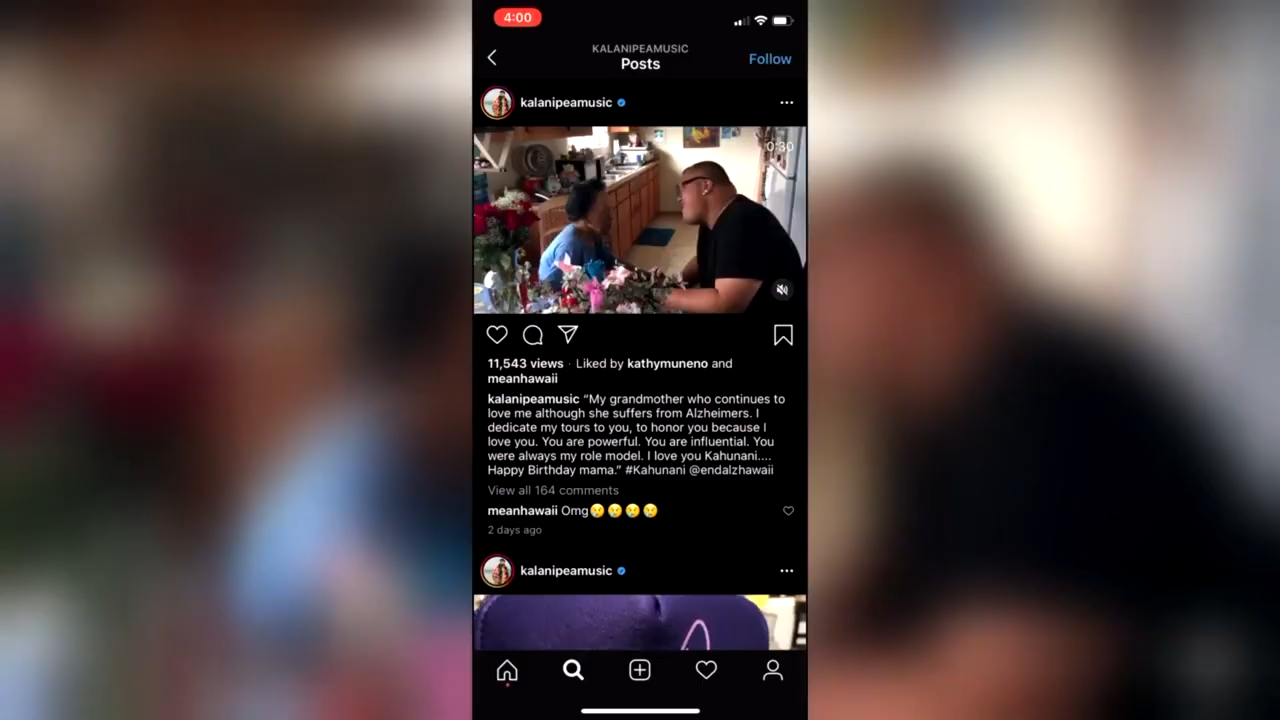 4:00
KALANIPEAMUSIC
Posts
Follow
kalanipeamusic
0:30
11,543 views · Liked by kathymuneno and
meanhawaii
kalanipeamusic “My grandmother who continues to
love me although she suffers from Alzheimers. I
dedicate my tours to you, to honor you because I
love you. You are powerful. You are influential. You
were always my role model. I love you Kahunani....
Happy Birthday mama.” #Kahunani @endalzhawaii
View all 164 comments
meanhawaii Omg😢😢😢😢
2 days ago
kalanipeamusic